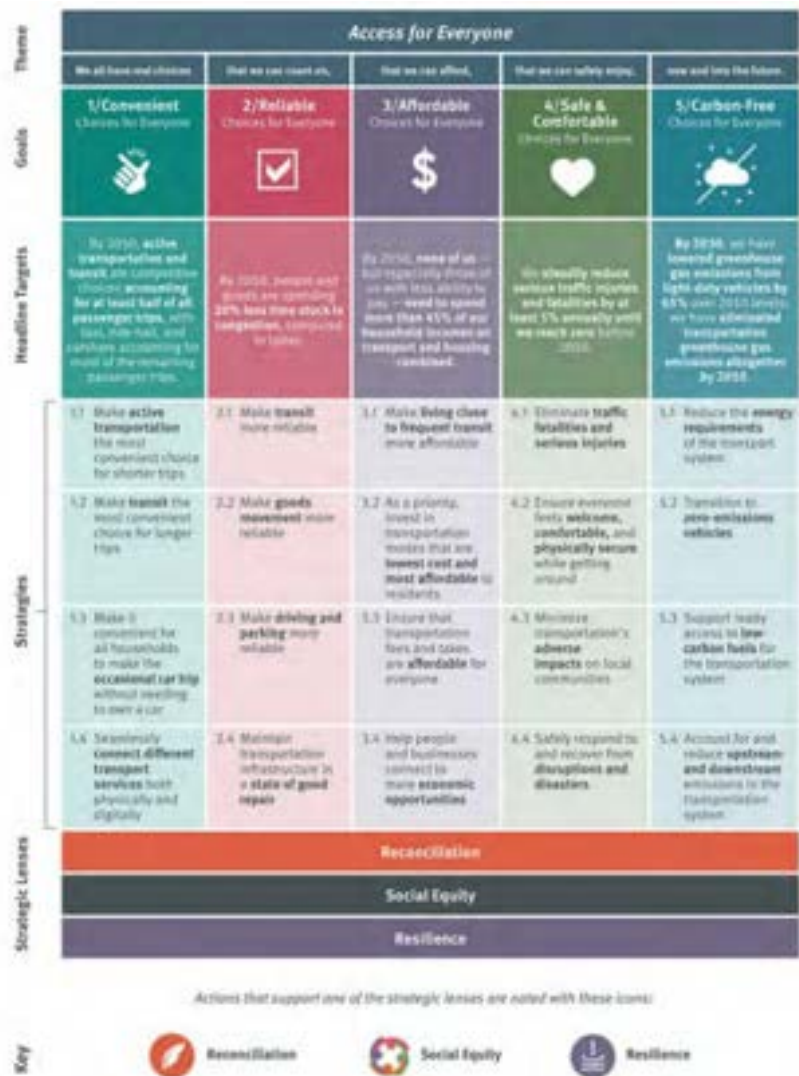 Theme
Access for Everyone
We all have real choices
that we can count on,
that we can afford,
that we can safely enjoy,
now and into the future.
Goals
1/Convenient
Choices for Everyone
2/Reliable
Choices for Everyone
3/Affordable
Choices for Everyone
$
4/Safe &
Comfortable
Choices for Everyone
5/Carbon-Free
Choices for Everyone
Headline Targets
By 2050, active
transportation and
transit are competitive
choices accounting
for at least half of all
passenger trips, with
taxi, ride-hail, and
carshare accounting for
most of the remaining
passenger trips.
By 2050, people and
goods are spending
20% less time stuck in
congestion, compared
to today.
By 2050, none of us —
but especially those of
us with less ability to
pay — need to spend
more than 45% of our
household incomes on
transport and housing
combined.
We steadily reduce
serious traffic injuries
and fatalities by at
least 5% annually until
we reach zero before
2050.
By 2030, we have
lowered greenhouse
gas emissions from
light-duty vehicles by
65% over 2010 levels;
we have eliminated
transportation
greenhouse gas
emissions altogether
by 2050.
Strategies
1.1 Make active
transportation
the most
convenient choice
for shorter trips
2.1 Make transit
more reliable
3.1 Make living close
to frequent transit
more affordable
4.1 Eliminate traffic
fatalities and
serious injuries
5.1 Reduce the energy
requirements
of the transport
system
1.2 Make transit the
most convenient
choice for longer
trips
2.2 Make goods
movement more
reliable
3.2 As a priority,
invest in
transportation
modes that are
lowest cost and
most affordable to
residents
4.2 Ensure everyone
feels welcome,
comfortable, and
physically secure
while getting
around
5.2 Transition to
zero-emissions
vehicles
1.3 Make it
convenient for
all households
to make the
occasional car trip
without needing
to own a car
2.3 Make driving and
parking more
reliable
3.3 Ensure that
transportation
fees and taxes
are affordable for
everyone
4.3 Minimize
transportation's
adverse
impacts on local
communities
5.3 Support ready
access to low-
carbon fuels for
the transportation
system
1.4 Seamlessly
connect different
transport
services both
physically and
digitally
2.4 Maintain
transportation
infrastructure in
a state of good
repair
3.4 Help people
and businesses
connect to
more economic
opportunities
4.4 Safely respond to
and recover from
disruptions and
disasters
5.4 Account for and
reduce upstream
and downstream
emissions in the
transportation
system
Strategic Lenses
Reconciliation
Social Equity
Resilience
Actions that support one of the strategic lenses are noted with these icons:
Key
Reconciliation
Social Equity
Resilience